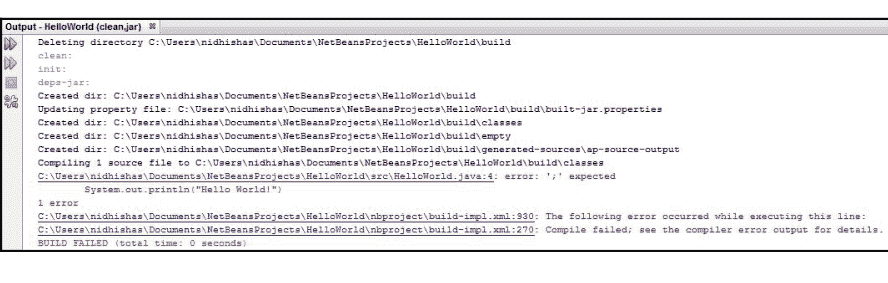 Output - HelloWorld (clean,jar)
Deleting directory C:\Users\nidhishas\Documents\NetBeansProjects\HelloWorld\build
clean:
init:
deps-jar:
Created dir: C:\Users\nidhishas\Documents\NetBeansProjects\HelloWorld\build
Updating property file: C:\Users\nidhishas\Documents\NetBeansProjects\HelloWorld\build\built-jar.properties
Created dir: C:\Users\nidhishas\Documents\NetBeansProjects\HelloWorld\build\classes
Created dir: C:\Users\nidhishas\Documents\NetBeansProjects\HelloWorld\build\empty
Created dir: C:\Users\nidhishas\Documents\NetBeansProjects\HelloWorld\build\generated-sources\ap-source-output
Compiling 1 source file to C:\Users\nidhishas\Documents\NetBeansProjects\HelloWorld\build\classes
C:\Users\nidhishas\Documents\NetBeansProjects\HelloWorld\src\HelloWorld.java:4: error: ';' expected
System.out.println("Hello World!")
1 error
C:\Users\nidhishas\Documents\NetBeansProjects\HelloWorld\nbproject\build-impl.xml:930: The following error occurred while executing this line:
C:\Users\nidhishas\Documents\NetBeansProjects\HelloWorld\nbproject\build-impl.xml:270: Compile failed; see the compiler error output for details.
BUILD FAILED (total time: 0 seconds)